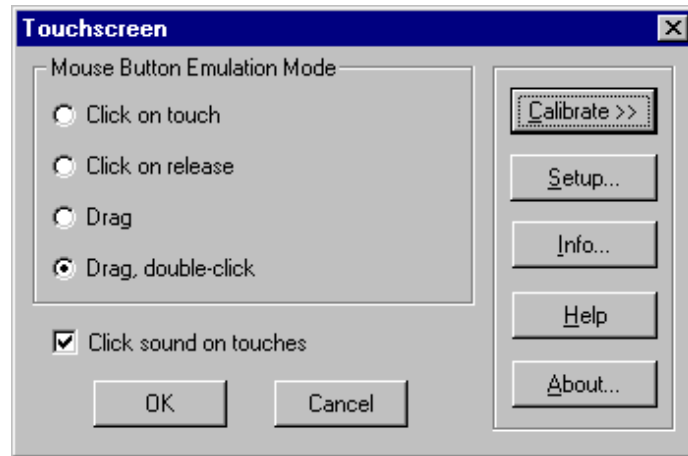 Touchscreen
Mouse Button Emulation Mode
Click on touch
Click on release
Drag
Drag, double-click
Click sound on touches
OK
Cancel
Calibrate >>
Setup...
Info...
Help
About...